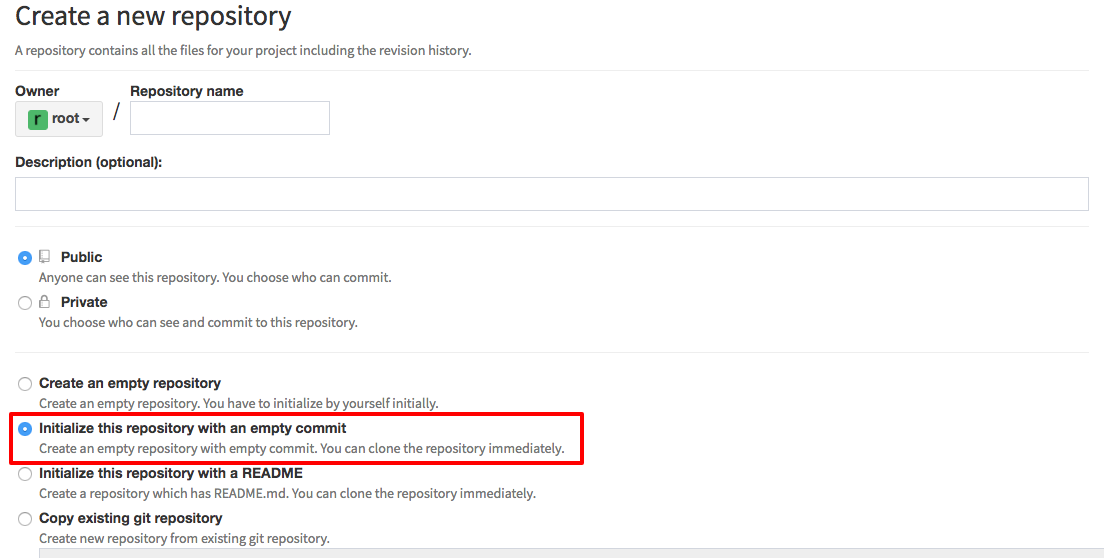 Create a new repository
A repository contains all the files for your project including the revision history.
Owner
Repository name
r root
/
Description (optional):
Public
Anyone can see this repository. You choose who can commit.
Private
You choose who can see and commit to this repository.
Create an empty repository
Create an empty repository. You have to initialize by yourself initially.
Initialize this repository with an empty commit
Create an empty repository with empty commit. You can clone the repository immediately.
Initialize this repository with a README
Create a repository which has README.md. You can clone the repository immediately.
Copy existing git repository
Create new repository from existing git repository.